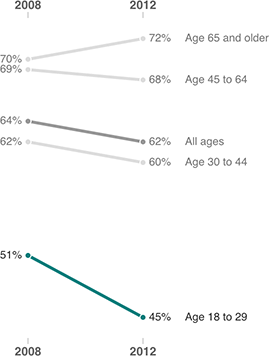 2008 2012
72% Age 65 and older
70%
69%
68% Age 45 to 64
64%
62% 62% All ages
60% Age 30 to 44
51%
45% Age 18 to 29
2008 2012